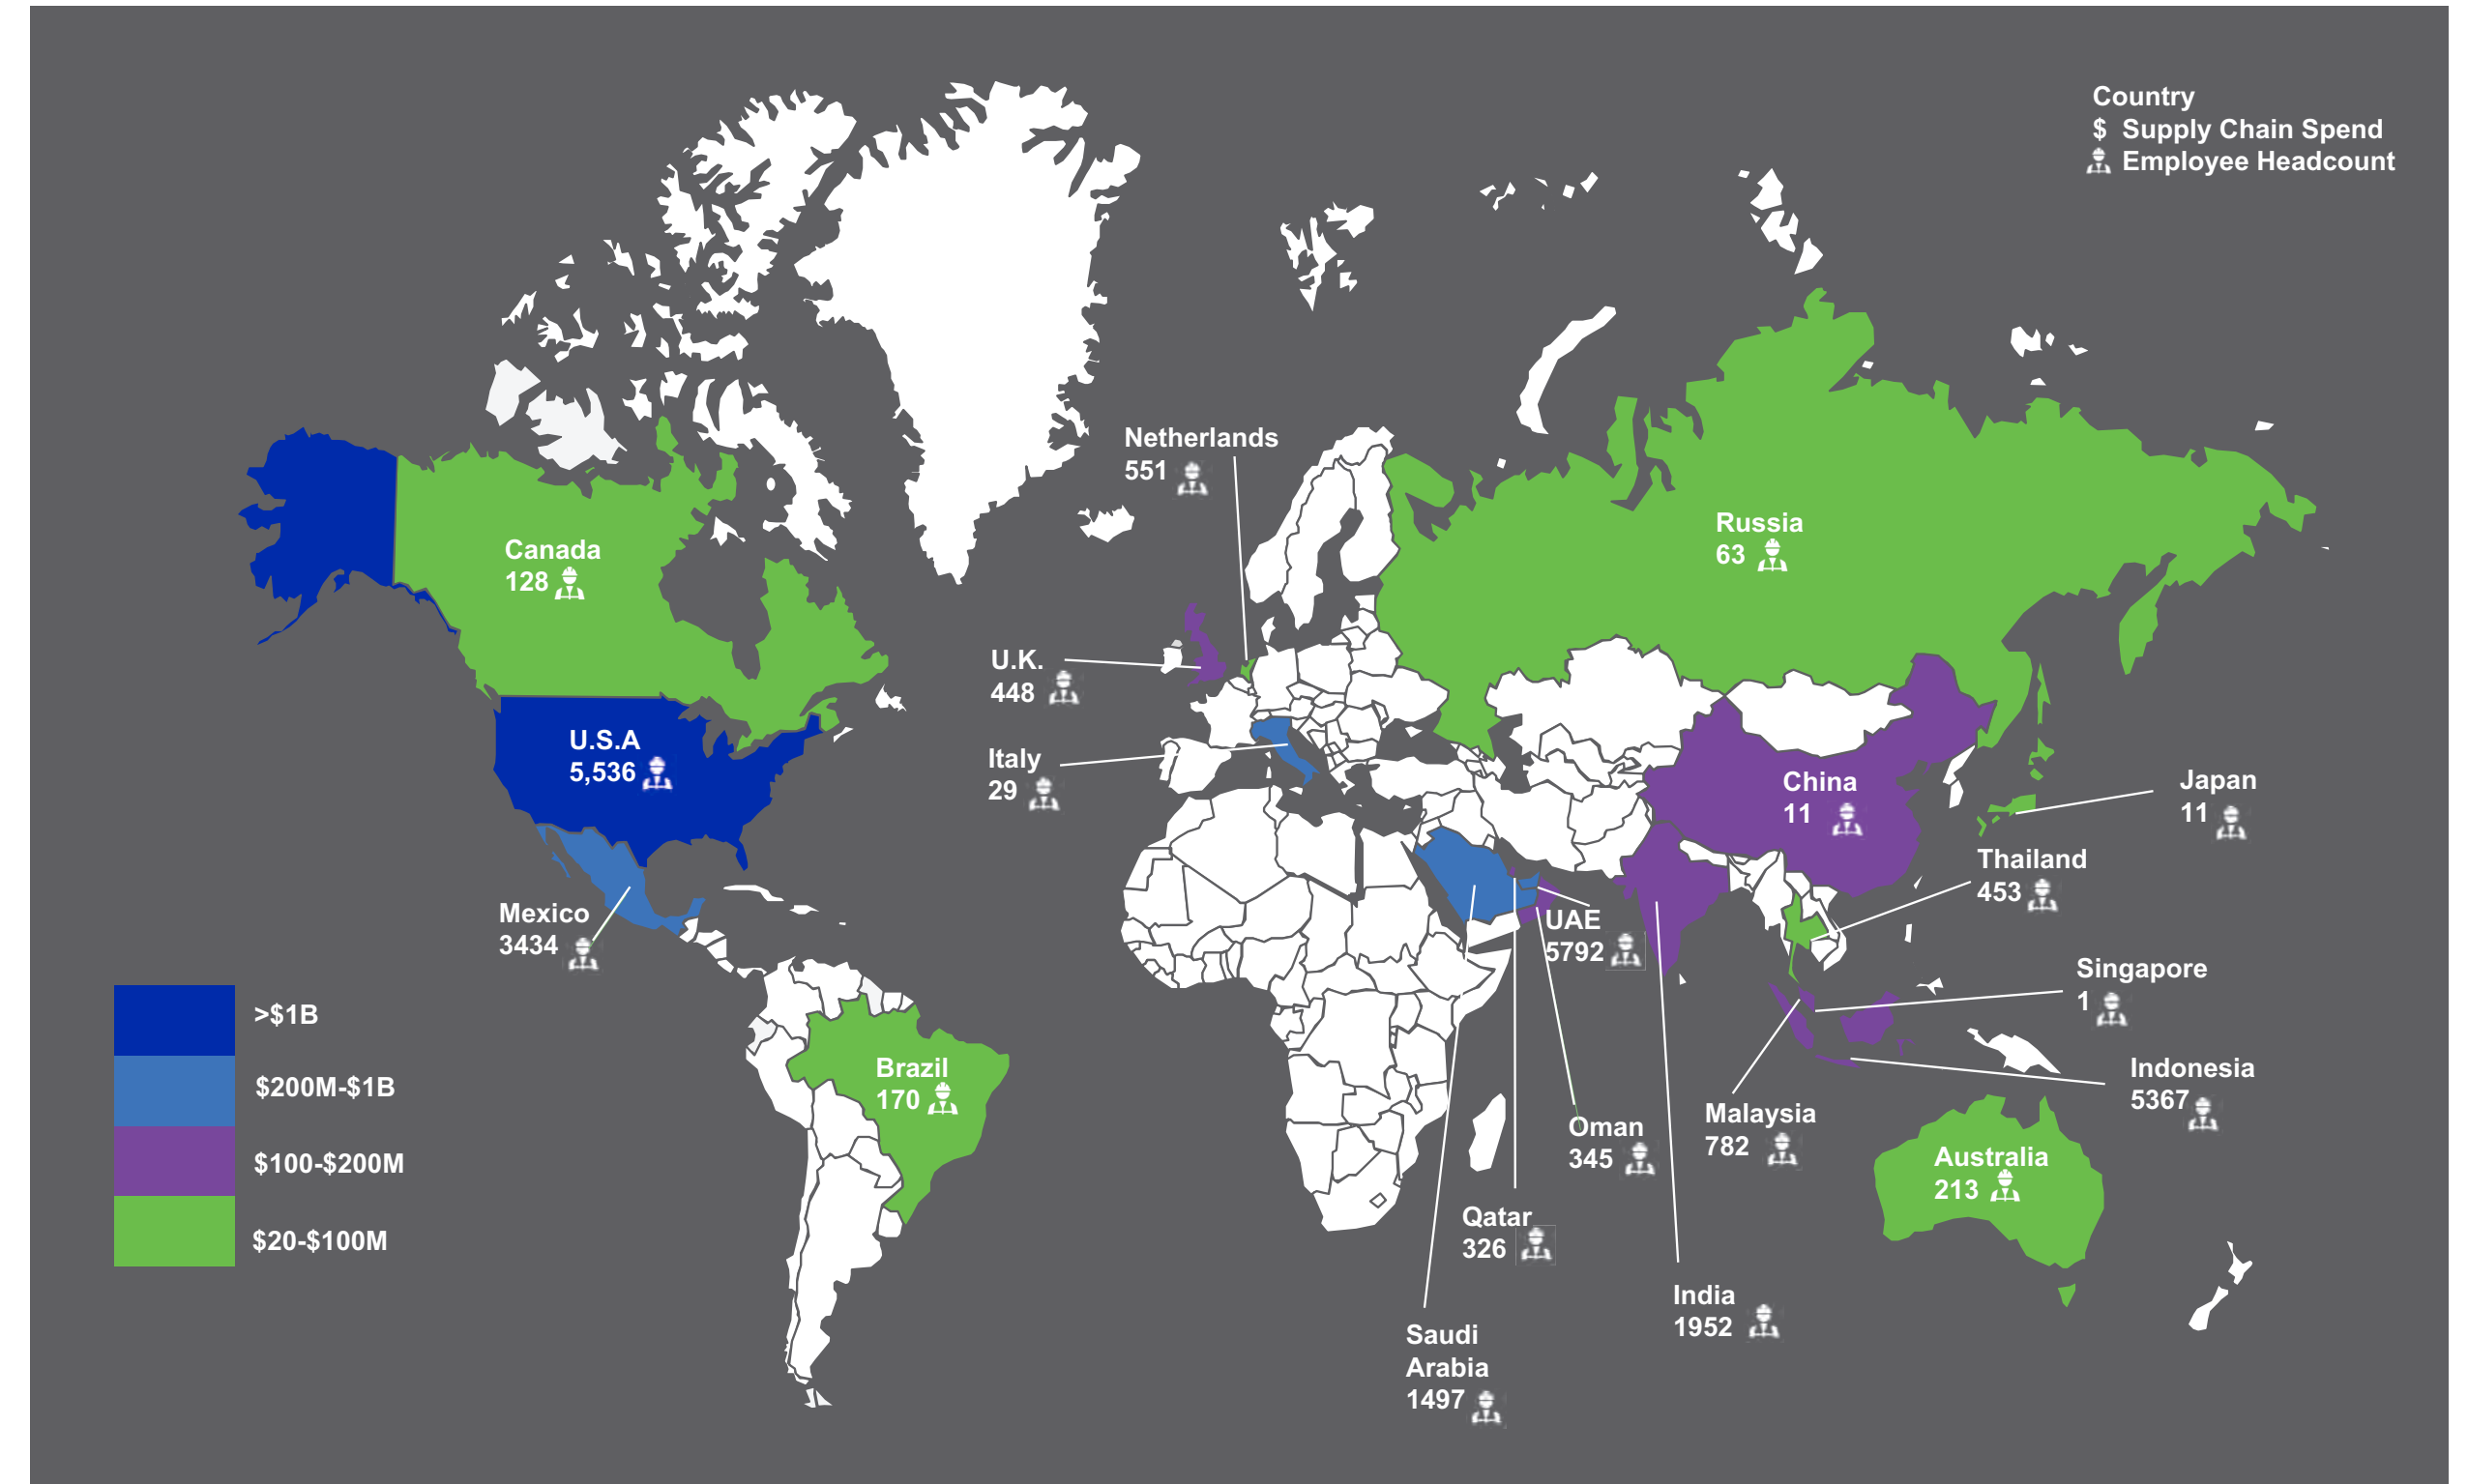 Country
$ Supply Chain Spend
Employee Headcount
Netherlands
551
Canada
128
Russia
63
U.K.
448
U.S.A
5,536
Italy
29
China
11
Japan
11
Thailand
453
Mexico
3434
UAE
5792
Singapore
1
>$1B
$200M-$1B
$100-$200M
$20-$100M
Brazil
170
Indonesia
5367
Malaysia
782
Oman
345
Australia
213
Qatar
326
India
1952
Saudi
Arabia
1497